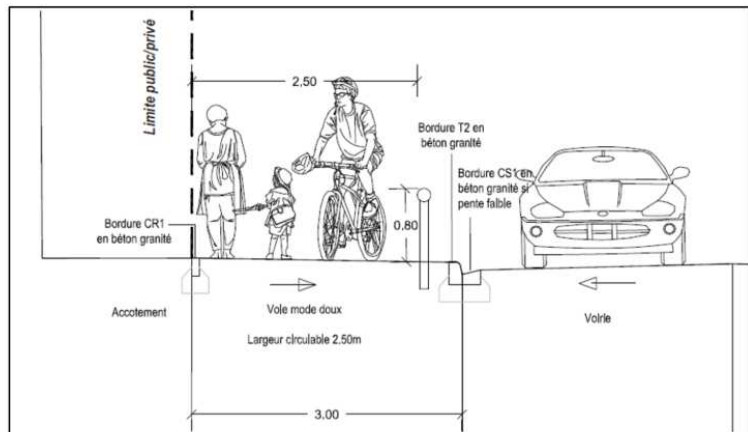 Limite public/privé
2,50
Bordure T2 en
béton granité
Bordure CS1 en
béton granité si
pente faible
Bordure CR1
en béton granité
0.80
Accotement
Voie mode doux
Largeur circulable 2.50m
Voirie
3.00